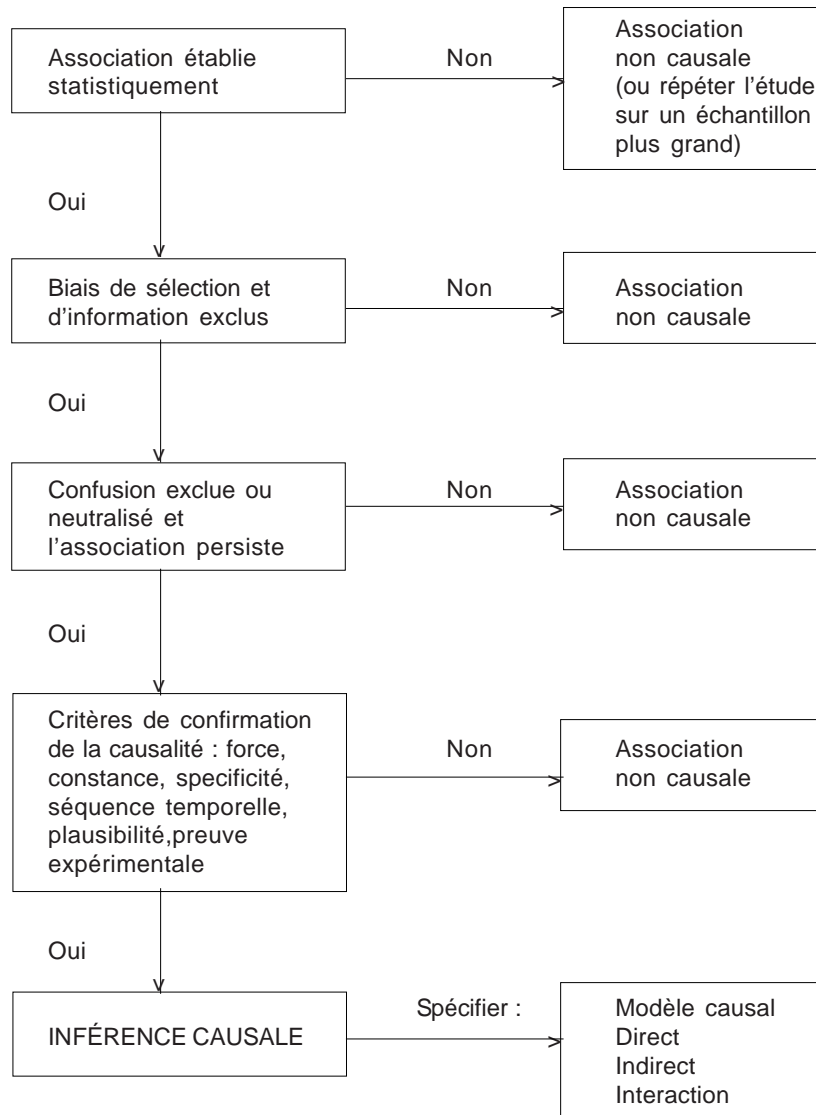 Association établie
statistiquement
Non
Association
non causale
(ou répéter l'étude
sur un échantillon
plus grand)
Oui
Biais de sélection et
d'information exclus
Non
Association
non causale
Oui
Confusion exclue ou
neutralisé et
l'association persiste
Non
Association
non causale
Oui
Critères de confirmation
de la causalité : force,
constance, specificité,
séquence temporelle,
plausibilité,preuve
expérimentale
Non
Association
non causale
Oui
INFÉRENCE CAUSALE
Spécifier :
Modèle causal
Direct
Indirect
Interaction